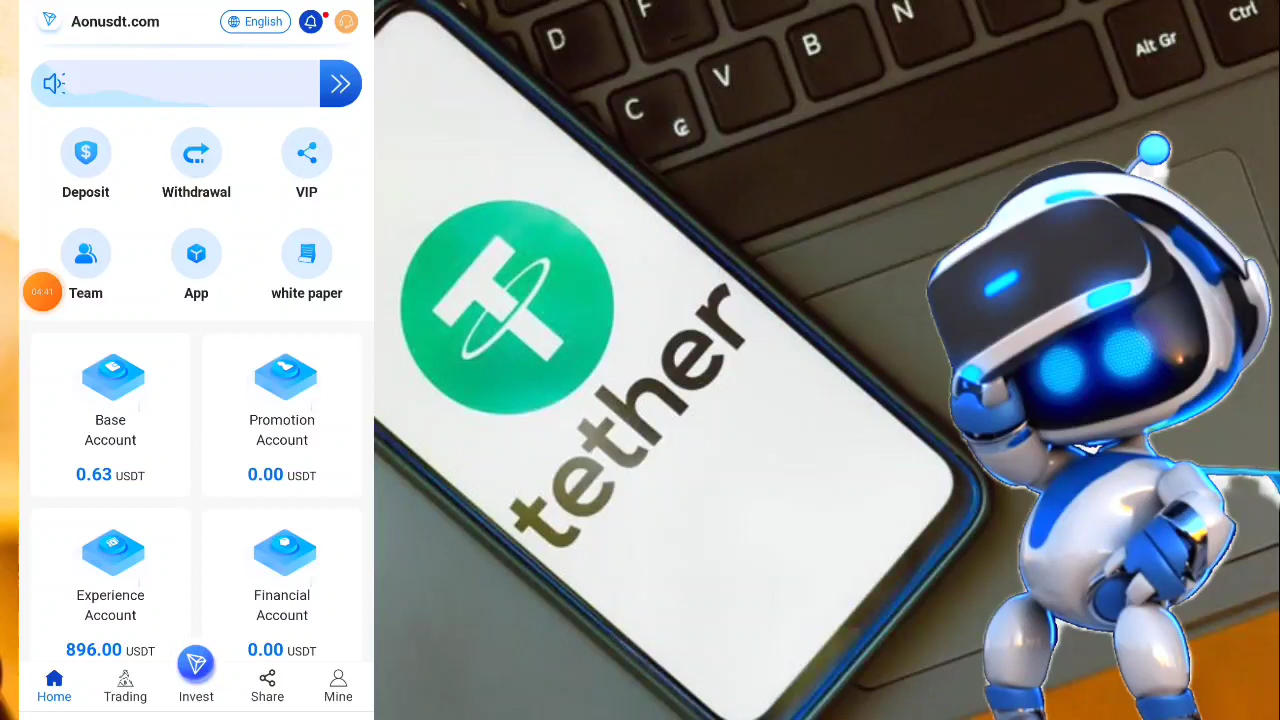 Aonusdt.com
English
Deposit
Withdrawal
VIP
04:41
Team
App
white paper
Base
Account
0.63 USDT
Promotion
Account
0.00 USDT
Experience
Account
896.00 USDT
Financial
Account
0.00 USDT
Home
Trading
Invest
Share
Mine
tether
D
F
C
V
B
N
Alt Gr
Ctrl